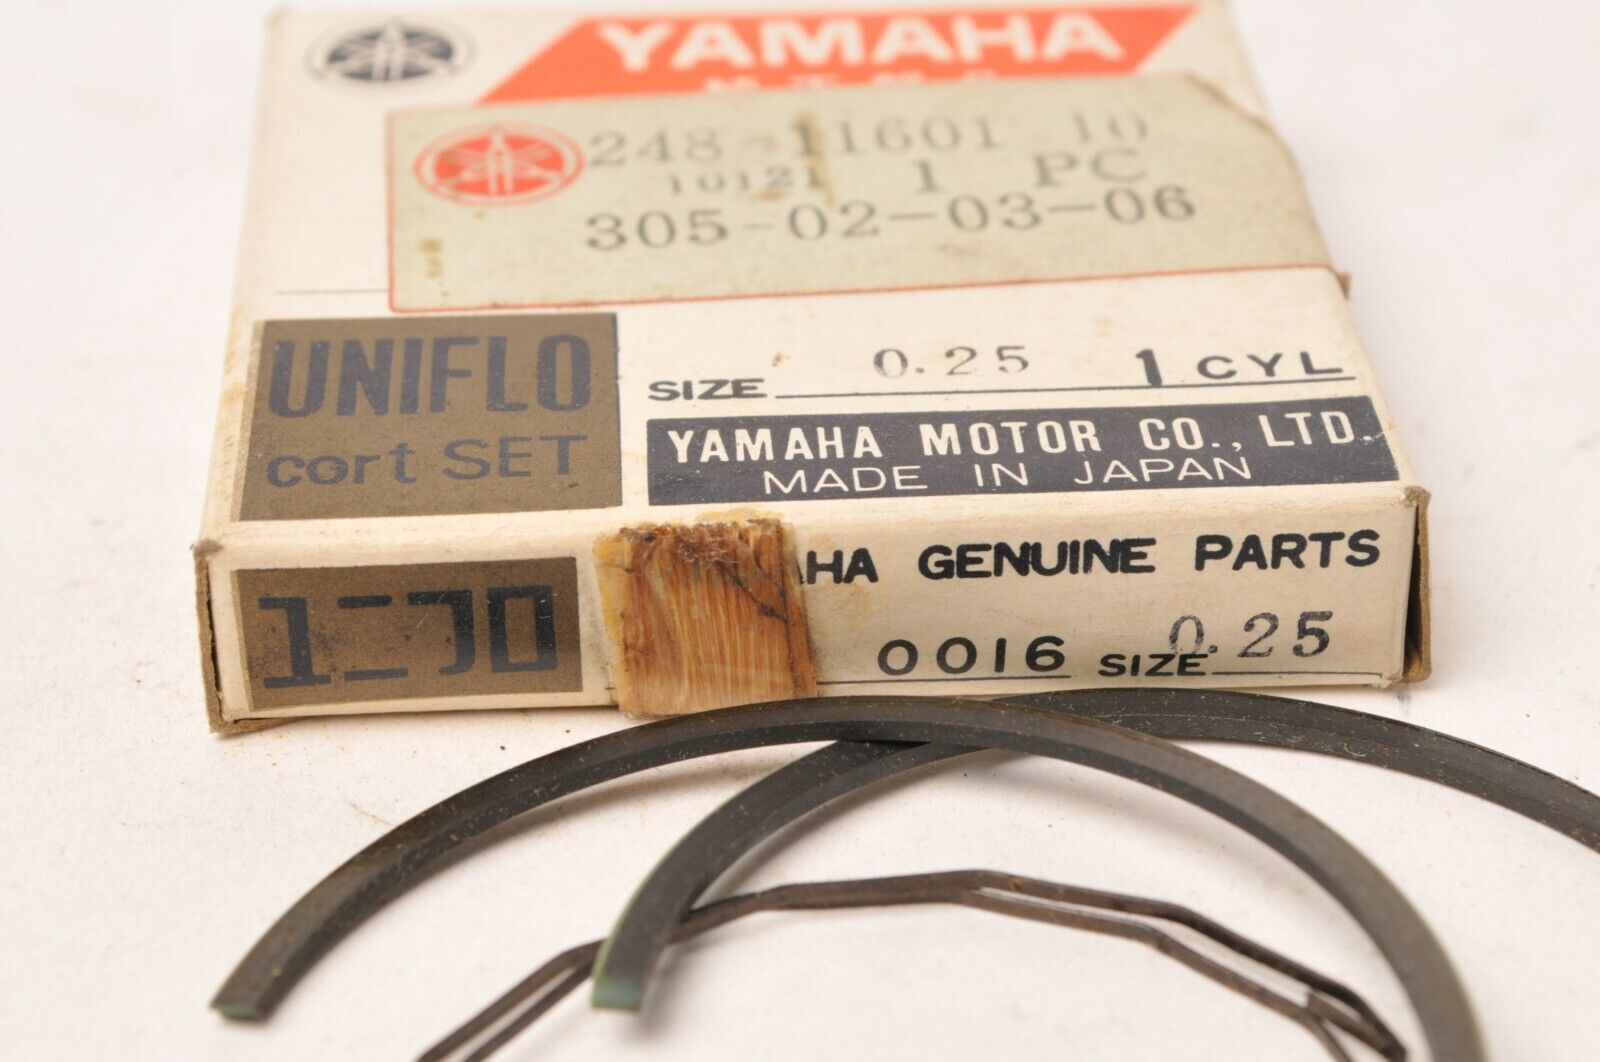 YAMAHA
248-11601 10
10121 1 PC
305-02-03-06
UNIFLO
cort SET
SIZE 0.25 1 CYL
YAMAHA MOTOR CO., LTD.
MADE IN JAPAN
AHA GENUINE PARTS
0016 SIZE 0.25